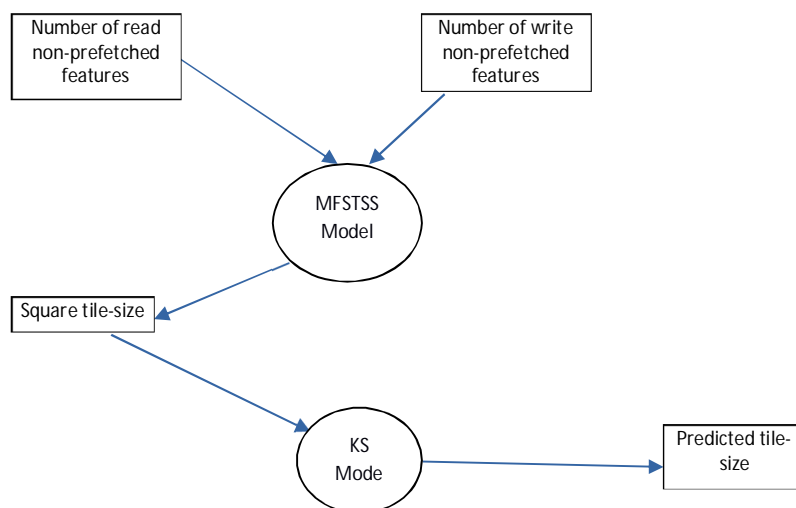 Number of read
non-prefetched
features
Number of write
non-prefetched
features
MFSTSS
Model
Square tile-size
KS
Mode
Predicted tile-
size